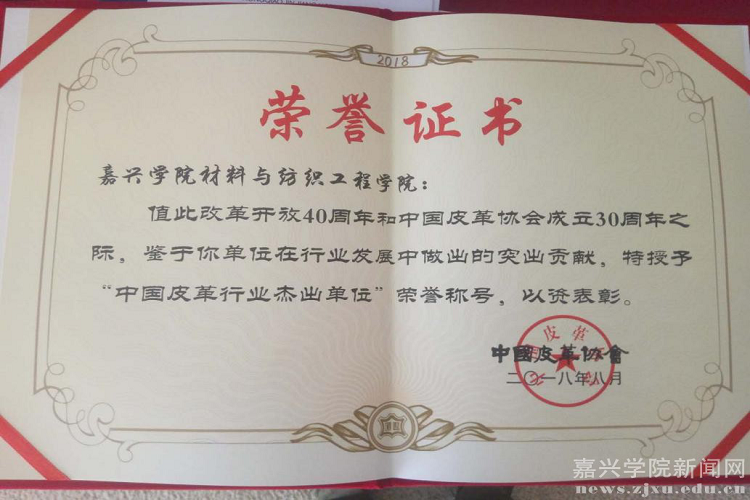 2018
荣誉证书
嘉兴学院材料与纺织工程学院：
值此改革开放40周年和中国皮革协会成立30周年之
际，鉴于你单位在行业发展中做出的突出贡献，特授予
“中国皮革行业杰出单位”荣誉称号，以资表彰。
中國皮革协會
二〇一八年八月
嘉兴学院新闻网
news.zjxu.edu.cn